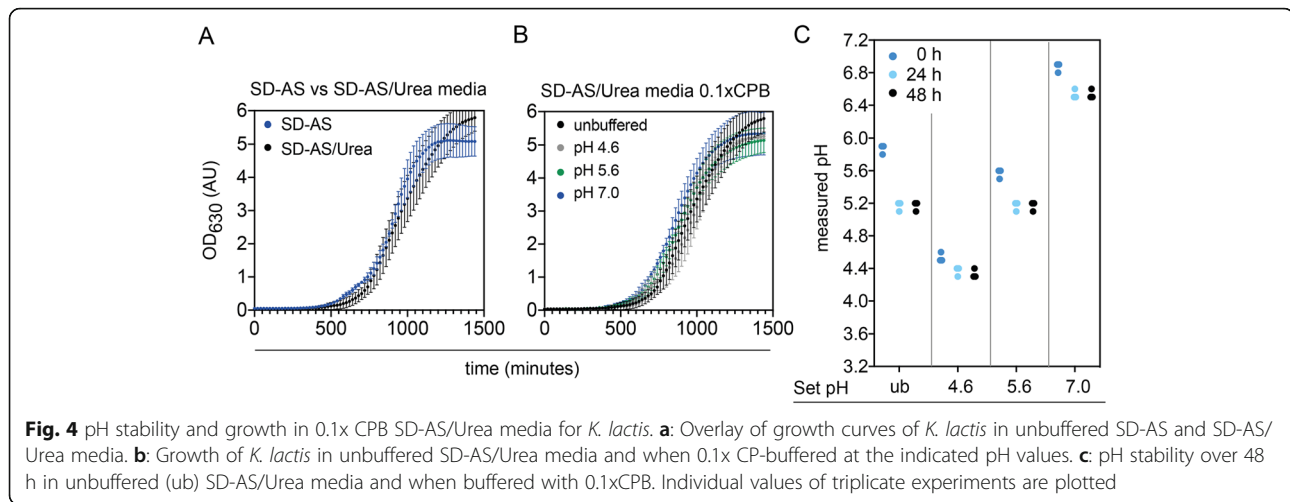 A
SD-AS vs SD-AS/Urea media
SD-AS
SD-AS/Urea
OD630 (AU)
6
5
4
3
2
1
0
0 500 1000 1500
B
SD-AS/Urea media 0.1xCPB
unbuffered
pH 4.6
pH 5.6
pH 7.0
6
5
4
3
2
1
0
0 500 1000 1500
time (minutes)
C
0 h
24 h
48 h
measured pH
7.2
6.8
6.4
6.0
5.6
5.2
4.8
4.4
4.0
3.6
3.2
Set pH ub 4.6 5.6 7.0
Fig. 4 pH stability and growth in 0.1x CPB SD-AS/Urea media for K. lactis. a: Overlay of growth curves of K. lactis in unbuffered SD-AS and SD-AS/
Urea media. b: Growth of K. lactis in unbuffered SD-AS/Urea media and when 0.1x CP-buffered at the indicated pH values. c: pH stability over 48
h in unbuffered (ub) SD-AS/Urea media and when buffered with 0.1xCPB. Individual values of triplicate experiments are plotted